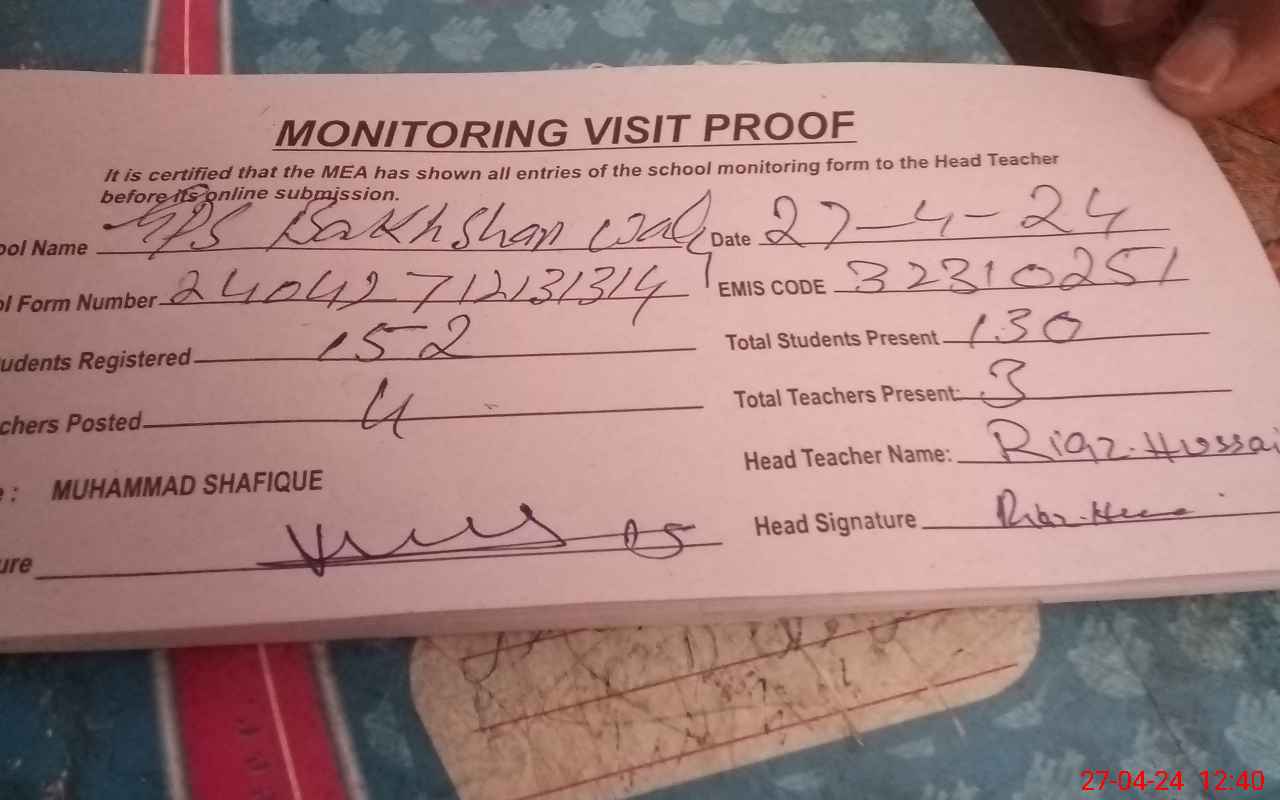 MONITORING VISIT PROOF
It is certified that the MEA has shown all entries of the school monitoring form to the Head Teacher
before its online submission.
ool Name GPS Bakhshan wali Date 27-4-24
ol Form Number 24042712131314 EMIS CODE 32310251
udents Registered 152 Total Students Present 130
chers Posted 4 Total Teachers Present: 3
Head Teacher Name: Riaz.Hussai
e : MUHAMMAD SHAFIQUE
Head Signature Riaz.Hussai
ure
27-04-24 12:40